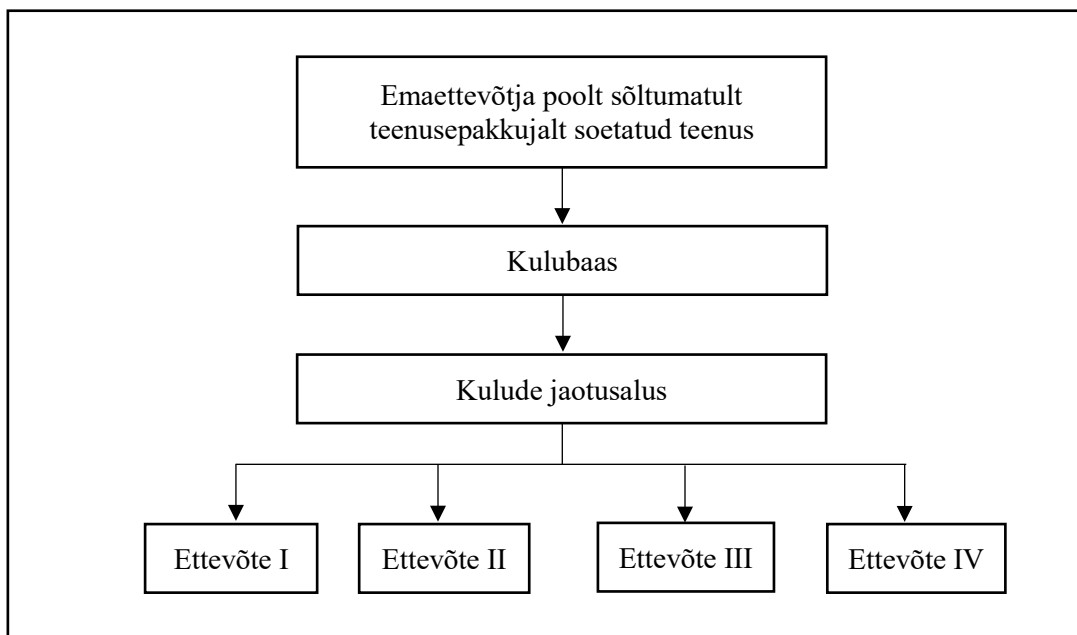 Emaettevõtja poolt sõltumatult
teenusepakkujalt soetatud teenus
Kulubaas
Kulude jaotusalus
Ettevõte I
Ettevõte II
Ettevõte III
Ettevõte IV